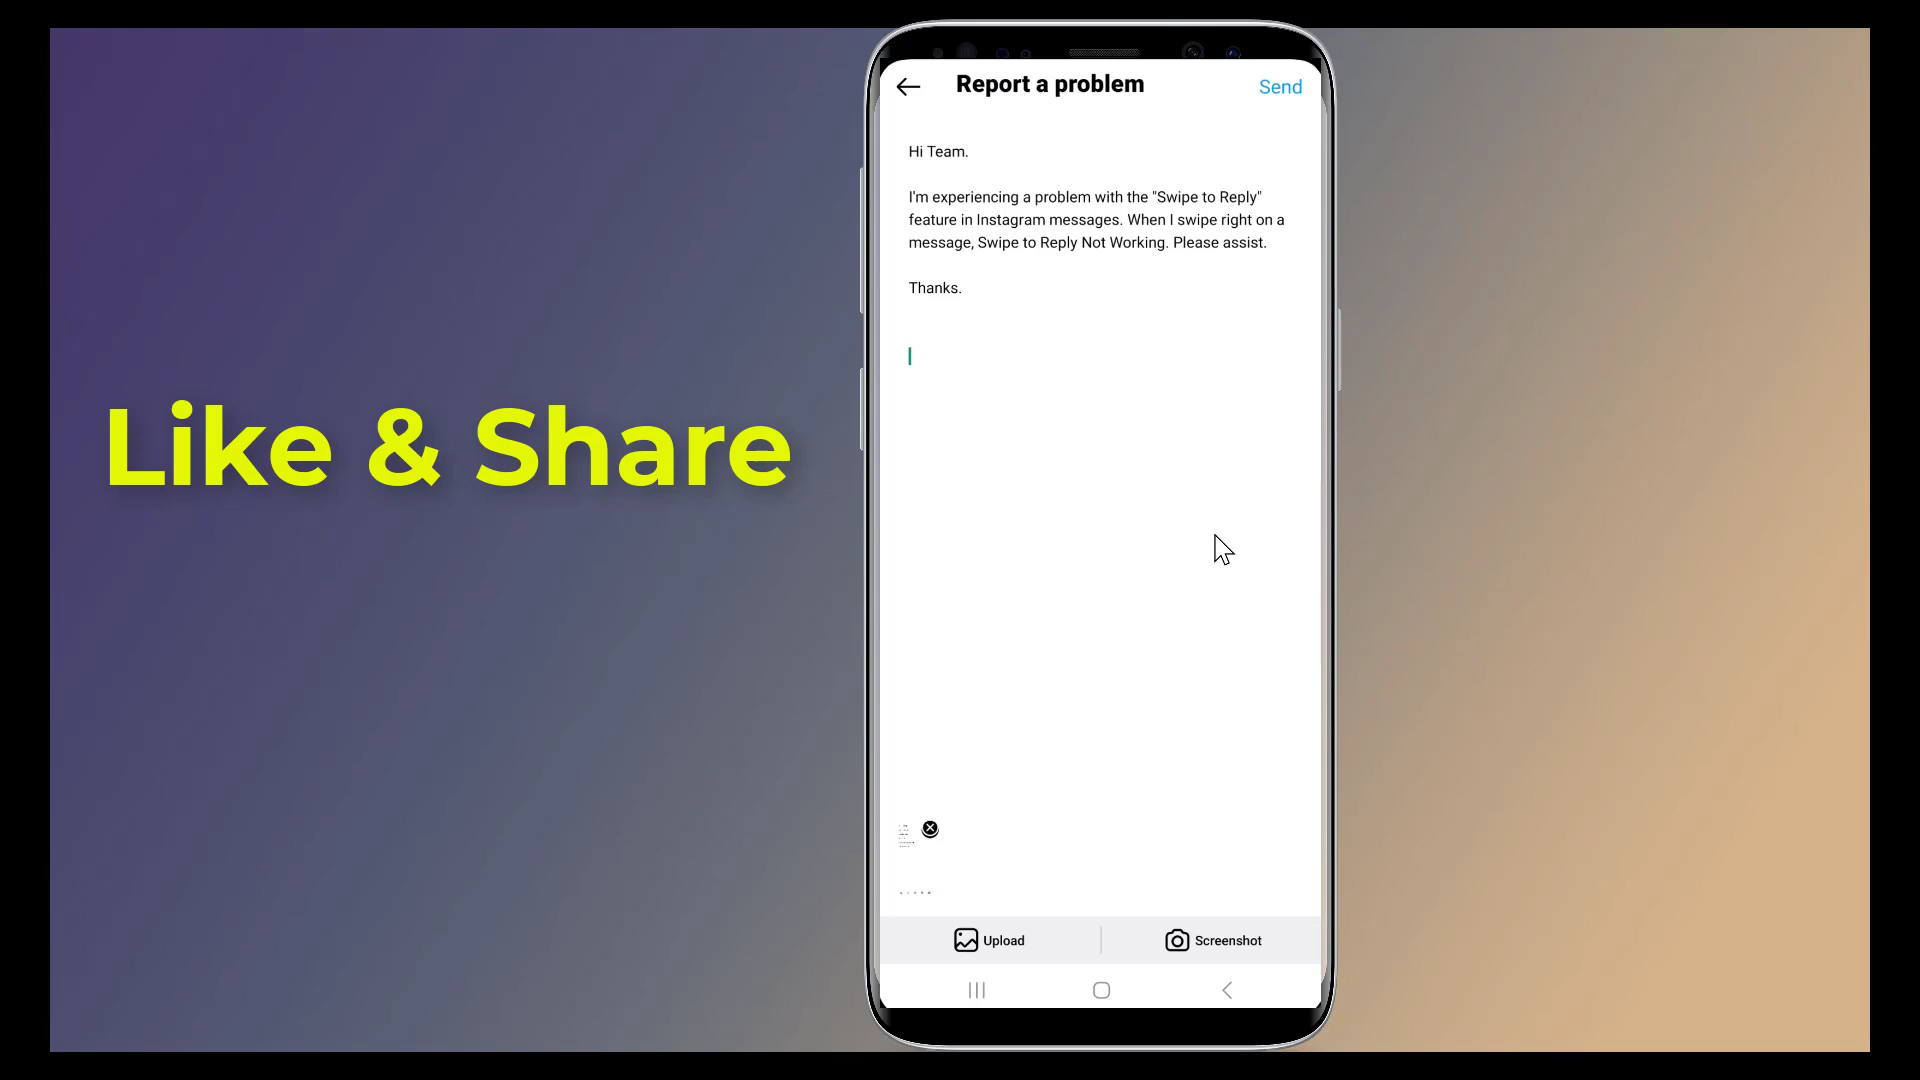 Report a problem
Send
Hi Team.
I'm experiencing a problem with the "Swipe to Reply"
feature in Instagram messages. When I swipe right on a
message, Swipe to Reply Not Working. Please assist.
Thanks.
Like & Share
Upload
Screenshot